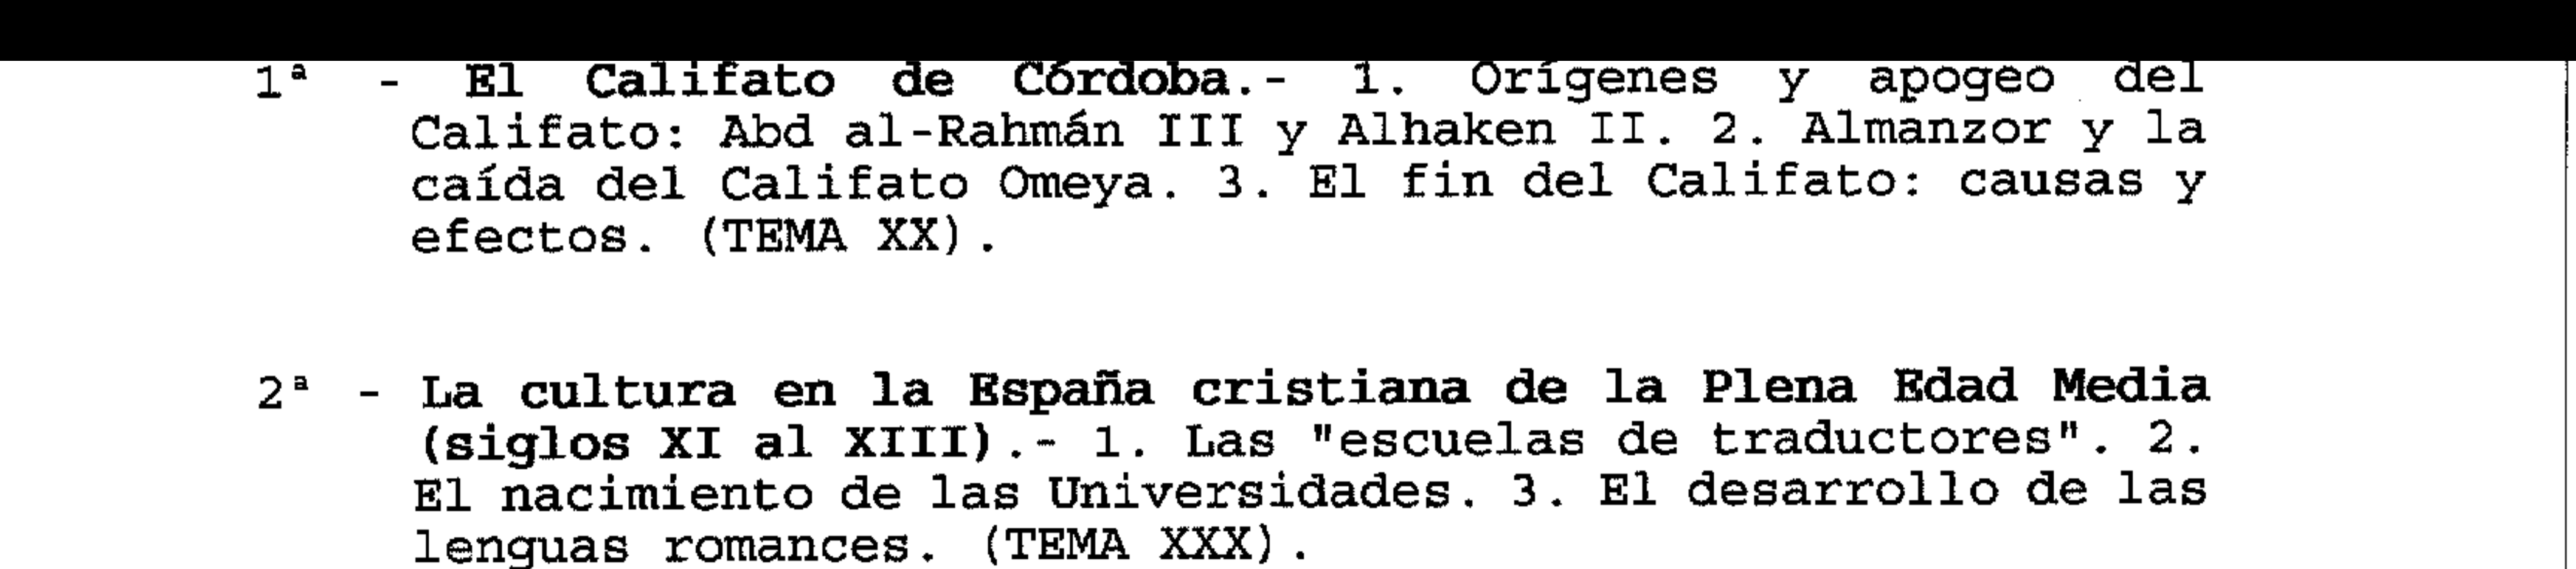 1ª - El Califato de Córdoba.- 1. Orígenes y apogeo del
Califato: Abd al-Rahmán III y Alhaken II. 2. Almanzor y la
caída del Califato Omeya. 3. El fin del Califato: causas y
efectos. (TEMA XX).
2ª - La cultura en la España cristiana de la Plena Edad Media
(siglos XI al XIII).- 1. Las "escuelas de traductores". 2.
El nacimiento de las Universidades. 3. El desarrollo de las
lenguas romances. (TEMA XXX).